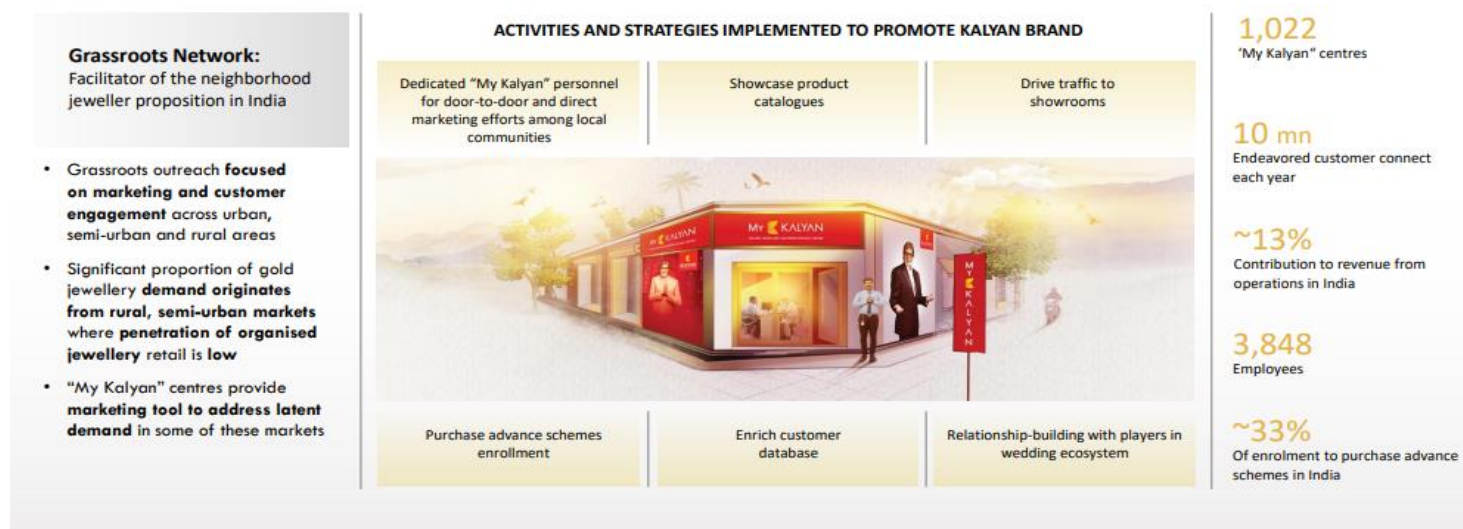 Grassroots Network:
Facilitator of the neighborhood
jeweller proposition in India
• Grassroots outreach focused
on marketing and customer
engagement across urban,
semi-urban and rural areas
• Significant proportion of gold
jewellery demand originates
from rural, semi-urban markets
where penetration of organised
jewellery retail is low
• “My Kalyan” centres provide
marketing tool to address latent
demand in some of these markets
ACTIVITIES AND STRATEGIES IMPLEMENTED TO PROMOTE KALYAN BRAND
Dedicated “My Kalyan” personnel
for door-to-door and direct
marketing efforts among local
communities
Showcase product
catalogues
Drive traffic to
showrooms
MY KALYAN
MY KALYAN
MY KALYAN
Purchase advance schemes
enrollment
Enrich customer
database
Relationship-building with players in
wedding ecosystem
1,022
‘My Kalyan” centres
10 mn
Endeavored customer connect
each year
~13%
Contribution to revenue from
operations in India
3,848
Employees
~33%
Of enrolment to purchase advance
schemes in India